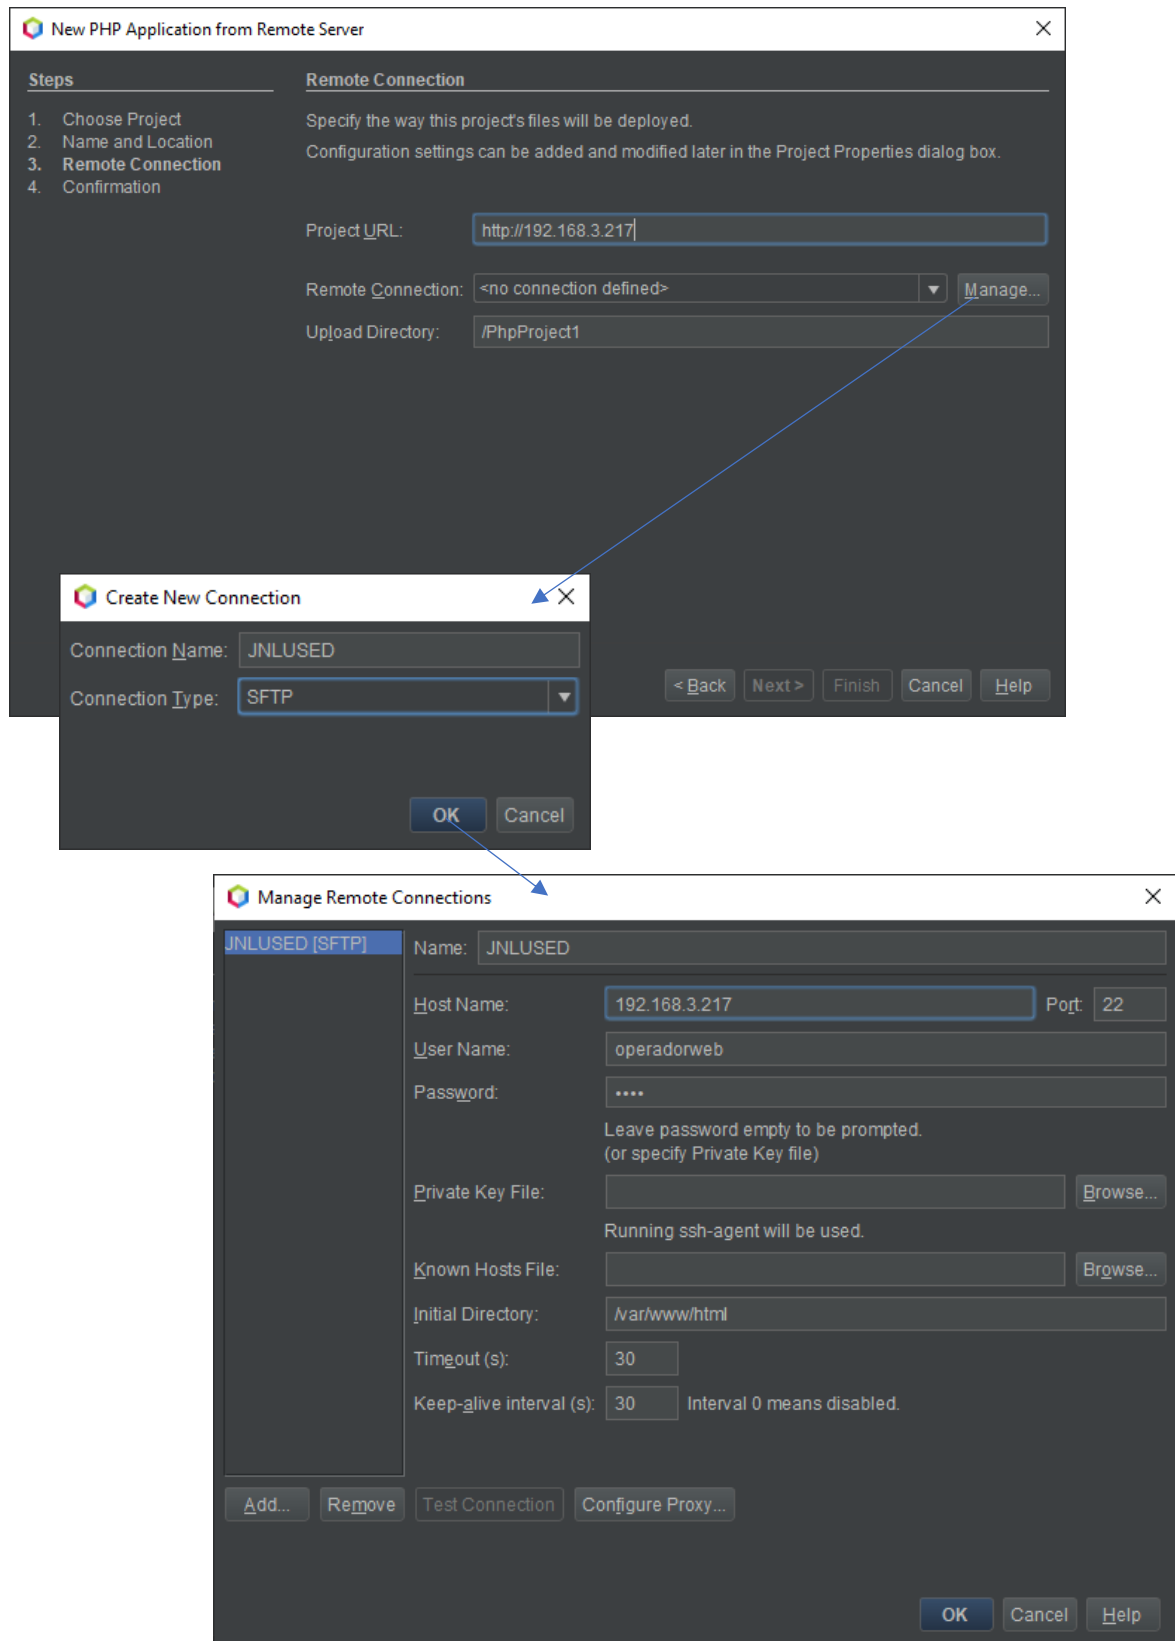 New PHP Application from Remote Server
Steps
1. Choose Project
2. Name and Location
3. Remote Connection
4. Confirmation
Remote Connection
Specify the way this project's files will be deployed.
Configuration settings can be added and modified later in the Project Properties dialog box.
Project URL: http://192.168.3.217
Remote Connection: <no connection defined> Manage...
Upload Directory: /PhpProject1
< Back Next > Finish Cancel Help
Create New Connection
Connection Name: JNLUSED
Connection Type: SFTP
OK Cancel
Manage Remote Connections
JNLUSED [SFTP]
Name: JNLUSED
Host Name: 192.168.3.217 Port: 22
User Name: operadorweb
Password: ••••
Leave password empty to be prompted.
(or specify Private Key file)
Private Key File: Browse...
Running ssh-agent will be used.
Known Hosts File: Browse...
Initial Directory: /var/www/html
Timeout (s): 30
Keep-alive interval (s): 30 Interval 0 means disabled.
Add... Remove Test Connection Configure Proxy...
OK Cancel Help